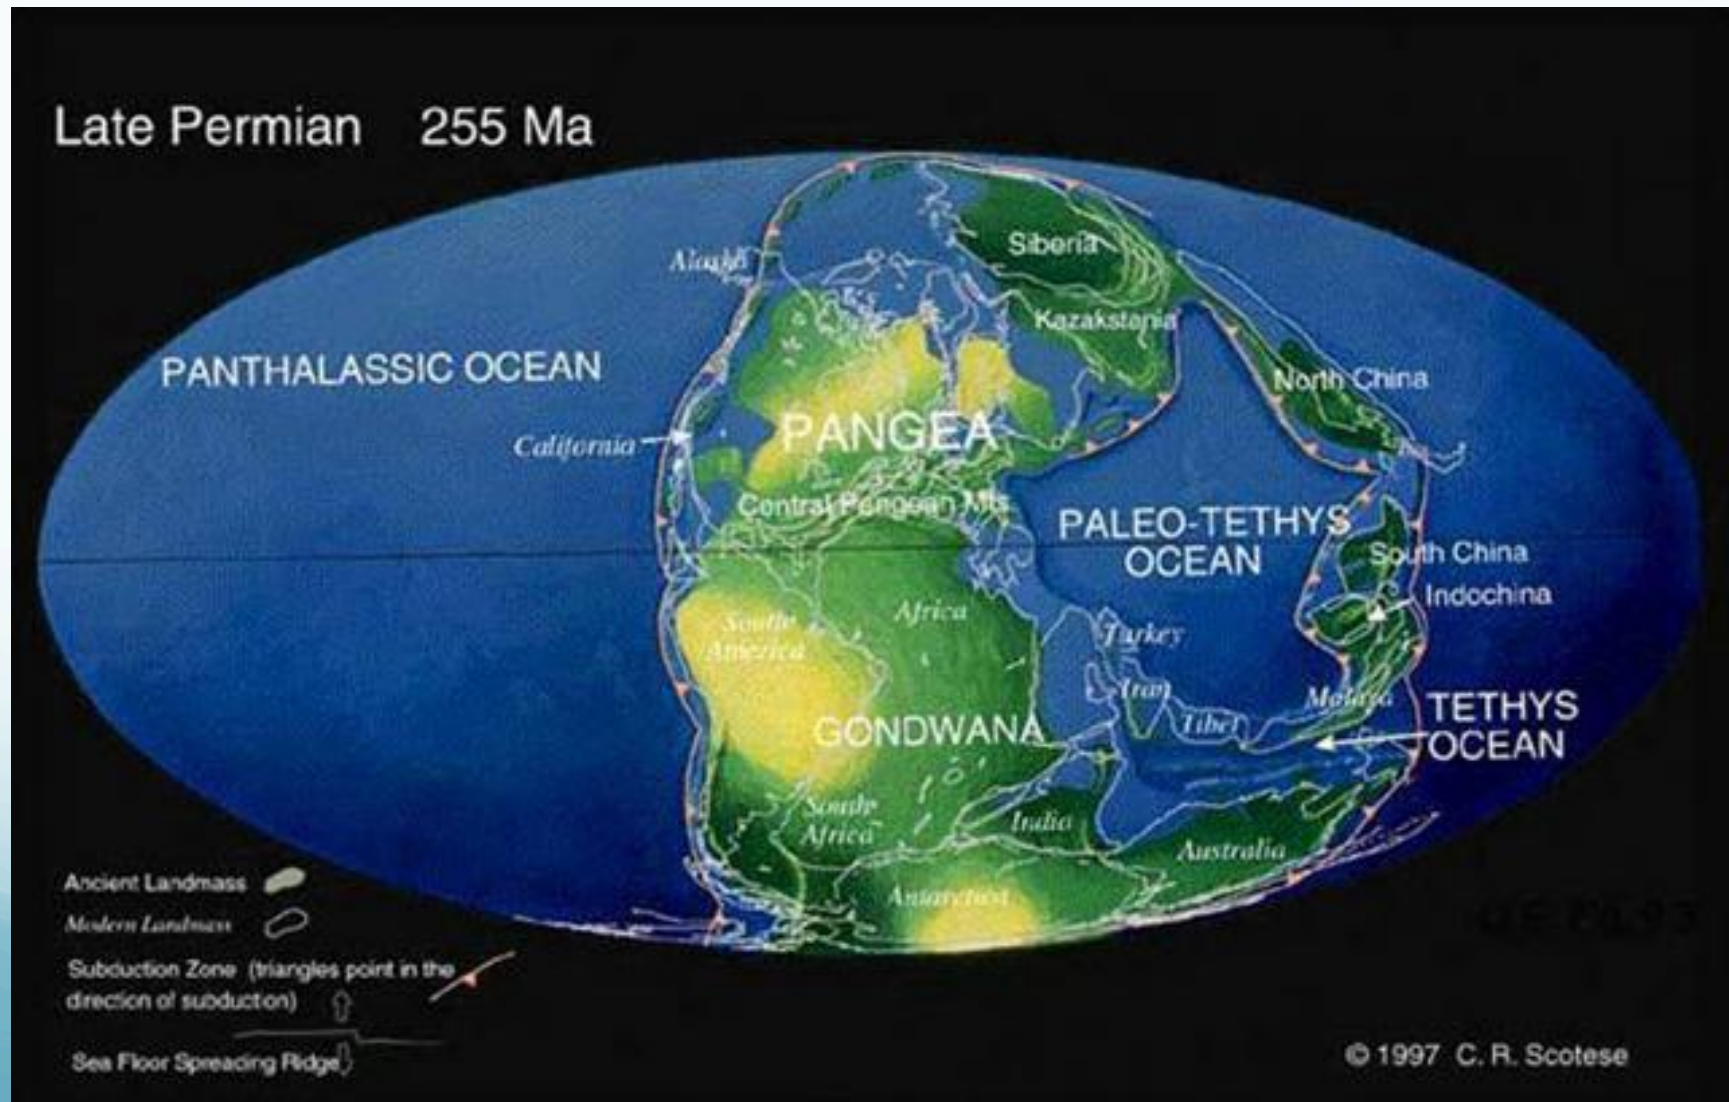 Late Permian 255 Ma
Siberia
Alaska
Kazakstania
PANTHALASSIC OCEAN
North China
PANGEA
California
Central Pangean Mts
PALEO-TETHYS
OCEAN
South China
Indochina
Africa
South
America
Turkey
Iran
Malaya
Tibet
TETHYS
OCEAN
GONDWANA
South
Africa
India
Australia
Antarctica
Ancient Landmass
Modern Landmass
Subduction Zone (triangles point in the
direction of subduction)
Sea Floor Spreading Ridge
© 1997 C. R. Scotese